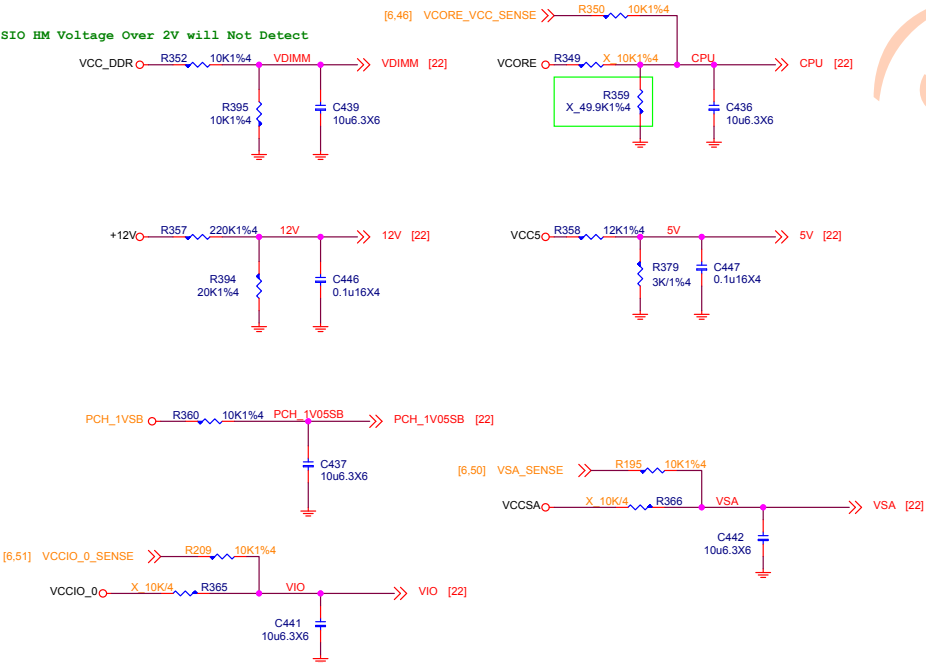 [6,46] VCORE_VCC_SENSE R350 10K1%4
SIO HM Voltage Over 2V will Not Detect
VCC_DDR R352 10K1%4 VDIMM VDIMM [22]
R395
10K1%4
C439
10u6.3X6
VCORE R349 X_10K1%4 CPU CPU [22]
R359
X_49.9K1%4
C436
10u6.3X6
+12V R357 220K1%4 12V 12V [22]
R394
20K1%4
C446
0.1u16X4
VCC5 R358 12K1%4 5V 5V [22]
R379
3K/1%4
C447
0.1u16X4
PCH_1VSB R360 10K1%4 PCH_1V05SB PCH_1V05SB [22]
C437
10u6.3X6
[6,50] VSA_SENSE R195 10K1%4
VCCSA X_10K/4 R366 VSA VSA [22]
C442
10u6.3X6
[6,51] VCCIO_0_SENSE R209 10K1%4
VCCIO_0 X_10K/4 R365 VIO VIO [22]
C441
10u6.3X6